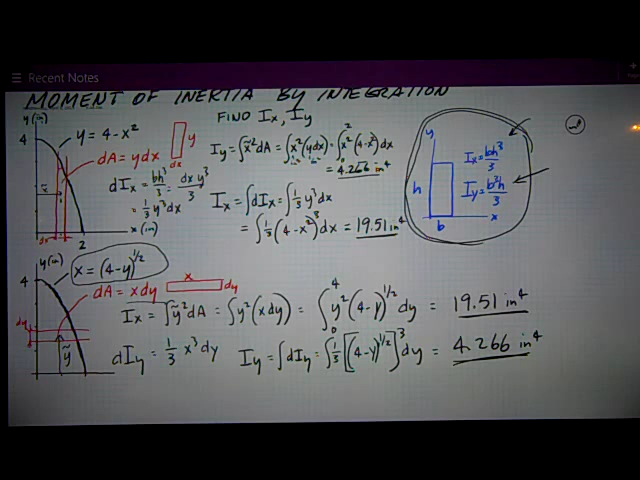 Recent Notes
MOMENT OF INERTIA BY INTEGRATION
y(in)
FIND Ix, Iy
4
y = 4-x²
dA = ydx
y
dx
Iy = ∫x̃²dA = ∫x²(ydx) = ∫₀² x²(4-x²)dx
= 4.266 in⁴
dIx = bh³/3 = dx y³/3
= 1/3 y³dx
Ix = ∫dIx = ∫1/3 y³dx
= ∫1/3 (4-x²)³dx = 19.51 in⁴
x̃
dx
2
x (in)
y
h
b
x
Ix = bh³/3
Iy = b³h/3
y(in)
x = (4-y)^1/2
4
dA = xdy
x
dy
Ix = ∫ỹ²dA = ∫y²(xdy) = ∫₀⁴ y²(4-y)^1/2 dy = 19.51 in⁴
dy
ỹ
dIy = 1/3 x³dy
Iy = ∫dIy = ∫1/3 [(4-y)^1/2]³dy = 4.266 in⁴
2